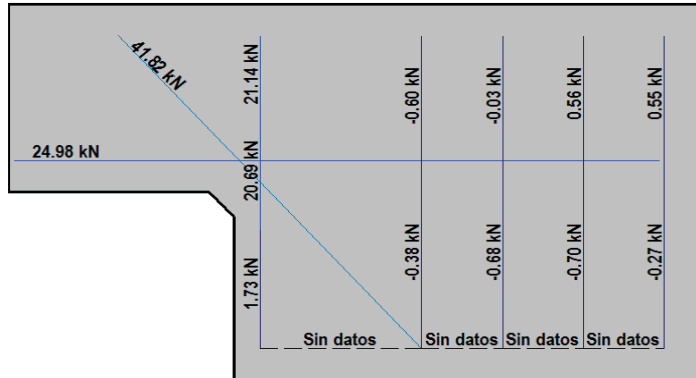 41.82 kN
21.14 kN
-0.60 kN
-0.03 kN
0.56 kN
0.55 kN
24.98 kN
20.69 kN
1.73 kN
-0.38 kN
-0.68 kN
-0.70 kN
-0.27 kN
Sin datos
Sin datos
Sin datos
Sin datos